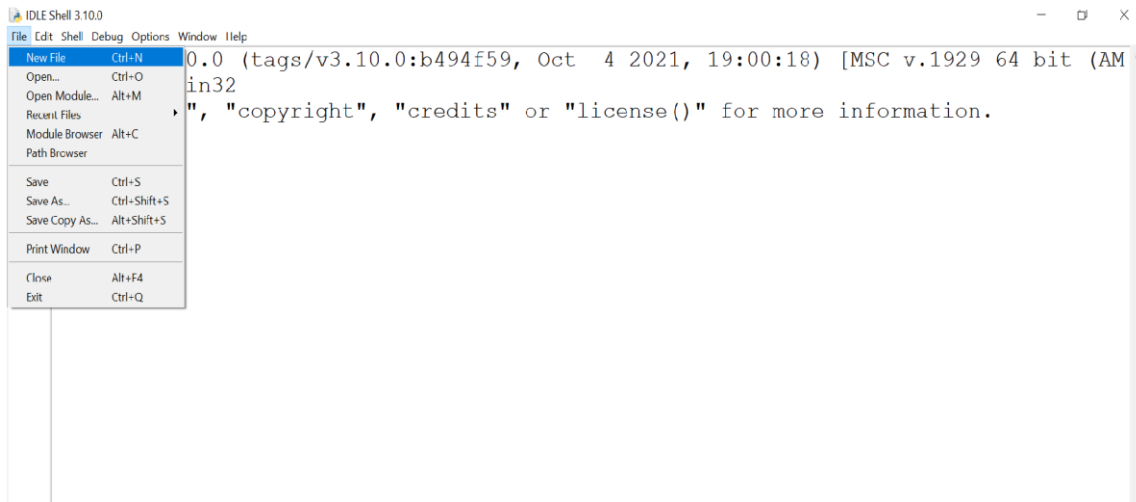 IDLE Shell 3.10.0
File Edit Shell Debug Options Window Help
New File Ctrl+N
Open... Ctrl+O
Open Module... Alt+M
Recent Files
Module Browser Alt+C
Path Browser
Save Ctrl+S
Save As... Ctrl+Shift+S
Save Copy As... Alt+Shift+S
Print Window Ctrl+P
Close Alt+F4
Exit Ctrl+Q
0.0 (tags/v3.10.0:b494f59, Oct  4 2021, 19:00:18) [MSC v.1929 64 bit (AM
in32
", "copyright", "credits" or "license()" for more information.